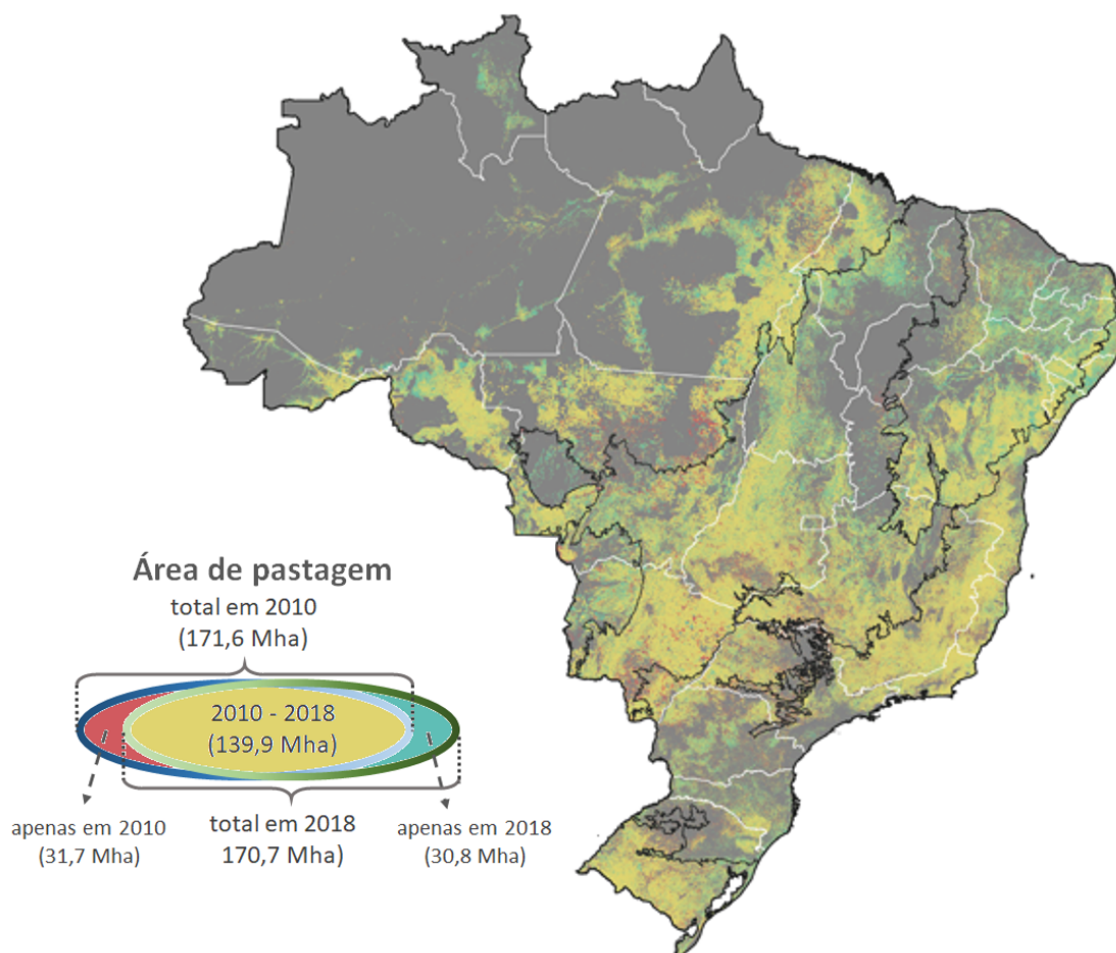 Área de pastagem
total em 2010
(171,6 Mha)
2010 - 2018
(139,9 Mha)
apenas em 2010
(31,7 Mha)
total em 2018
170,7 Mha)
apenas em 2018
(30,8 Mha)